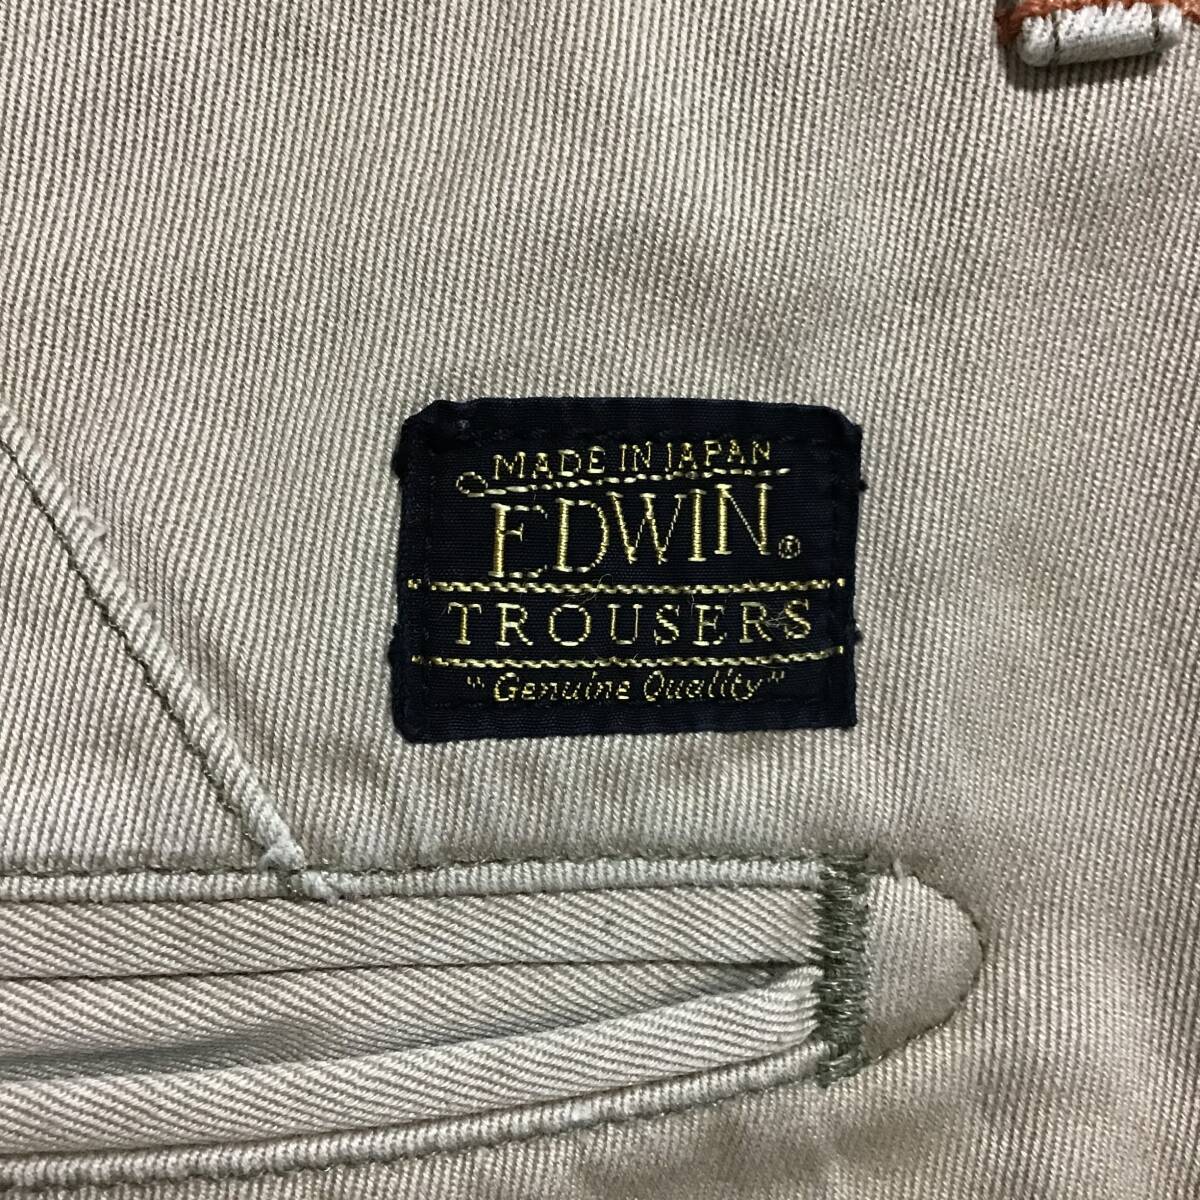 MADE IN JAPAN
EDWIN®
TROUSERS
"Genuine Quality"